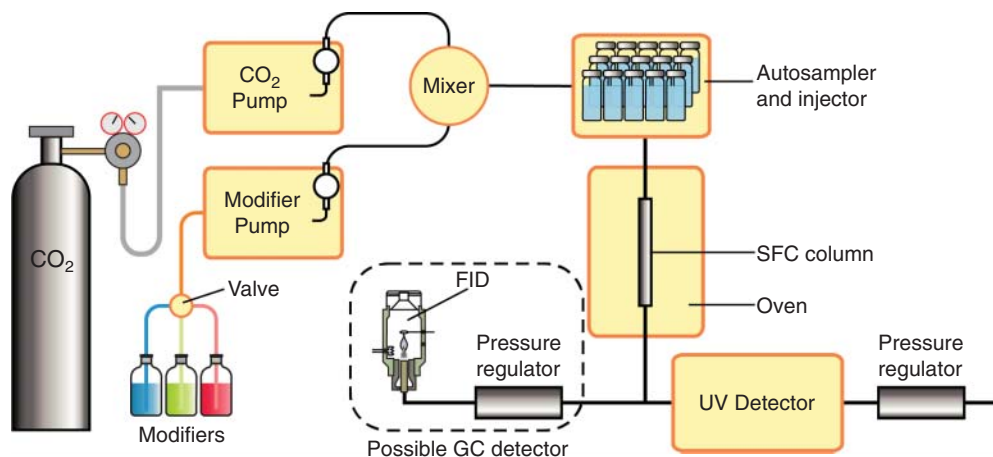 CO₂
Pump
Mixer
Autosampler
and injector
Modifier
Pump
CO₂
SFC column
Valve
FID
Oven
Pressure
regulator
Pressure
regulator
UV Detector
Modifiers
Possible GC detector